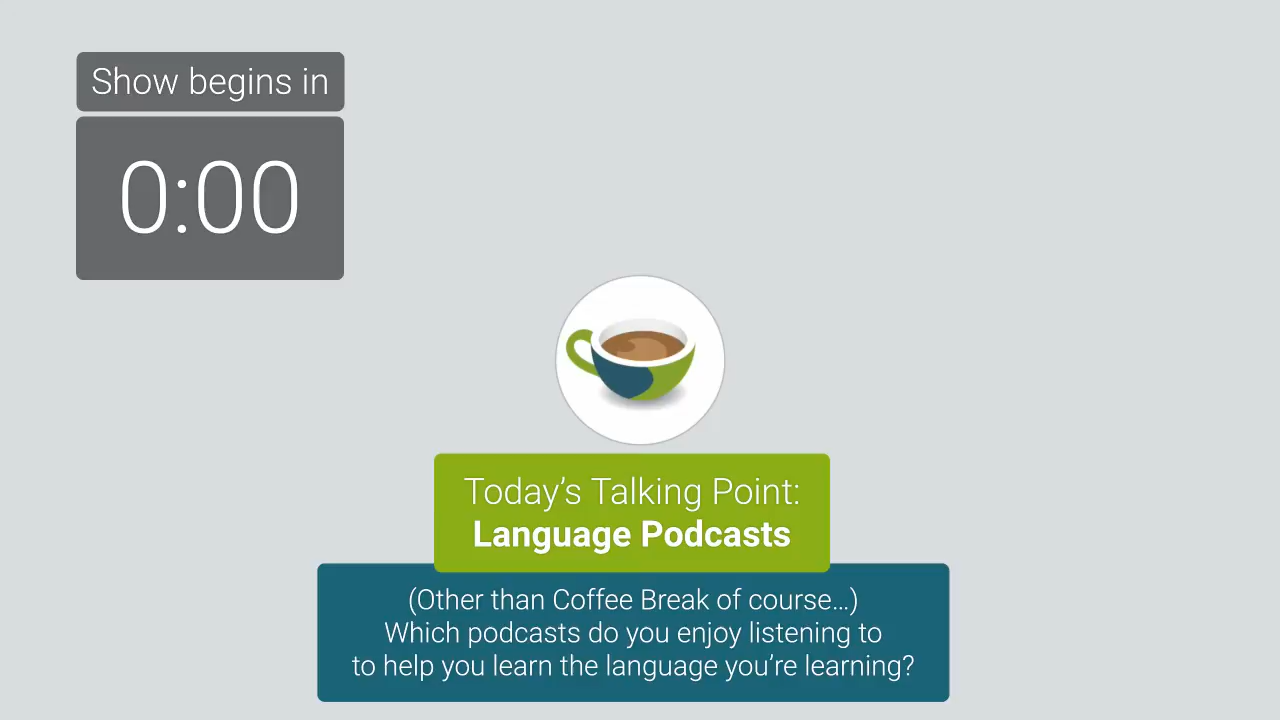 Show begins in
0:00
Today’s Talking Point:
Language Podcasts
(Other than Coffee Break of course...)
Which podcasts do you enjoy listening to
to help you learn the language you’re learning?